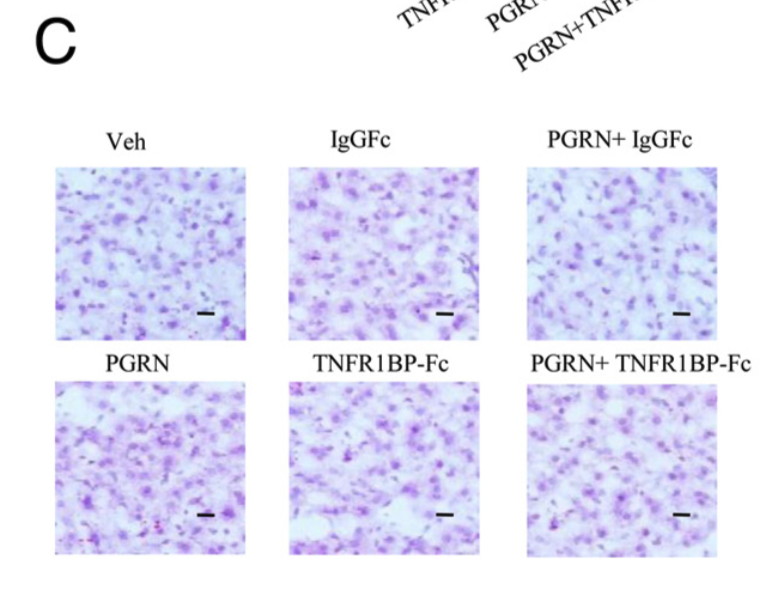 C
Veh
IgGFc
PGRN+ IgGFc
PGRN
TNFR1BP-Fc
PGRN+ TNFR1BP-Fc